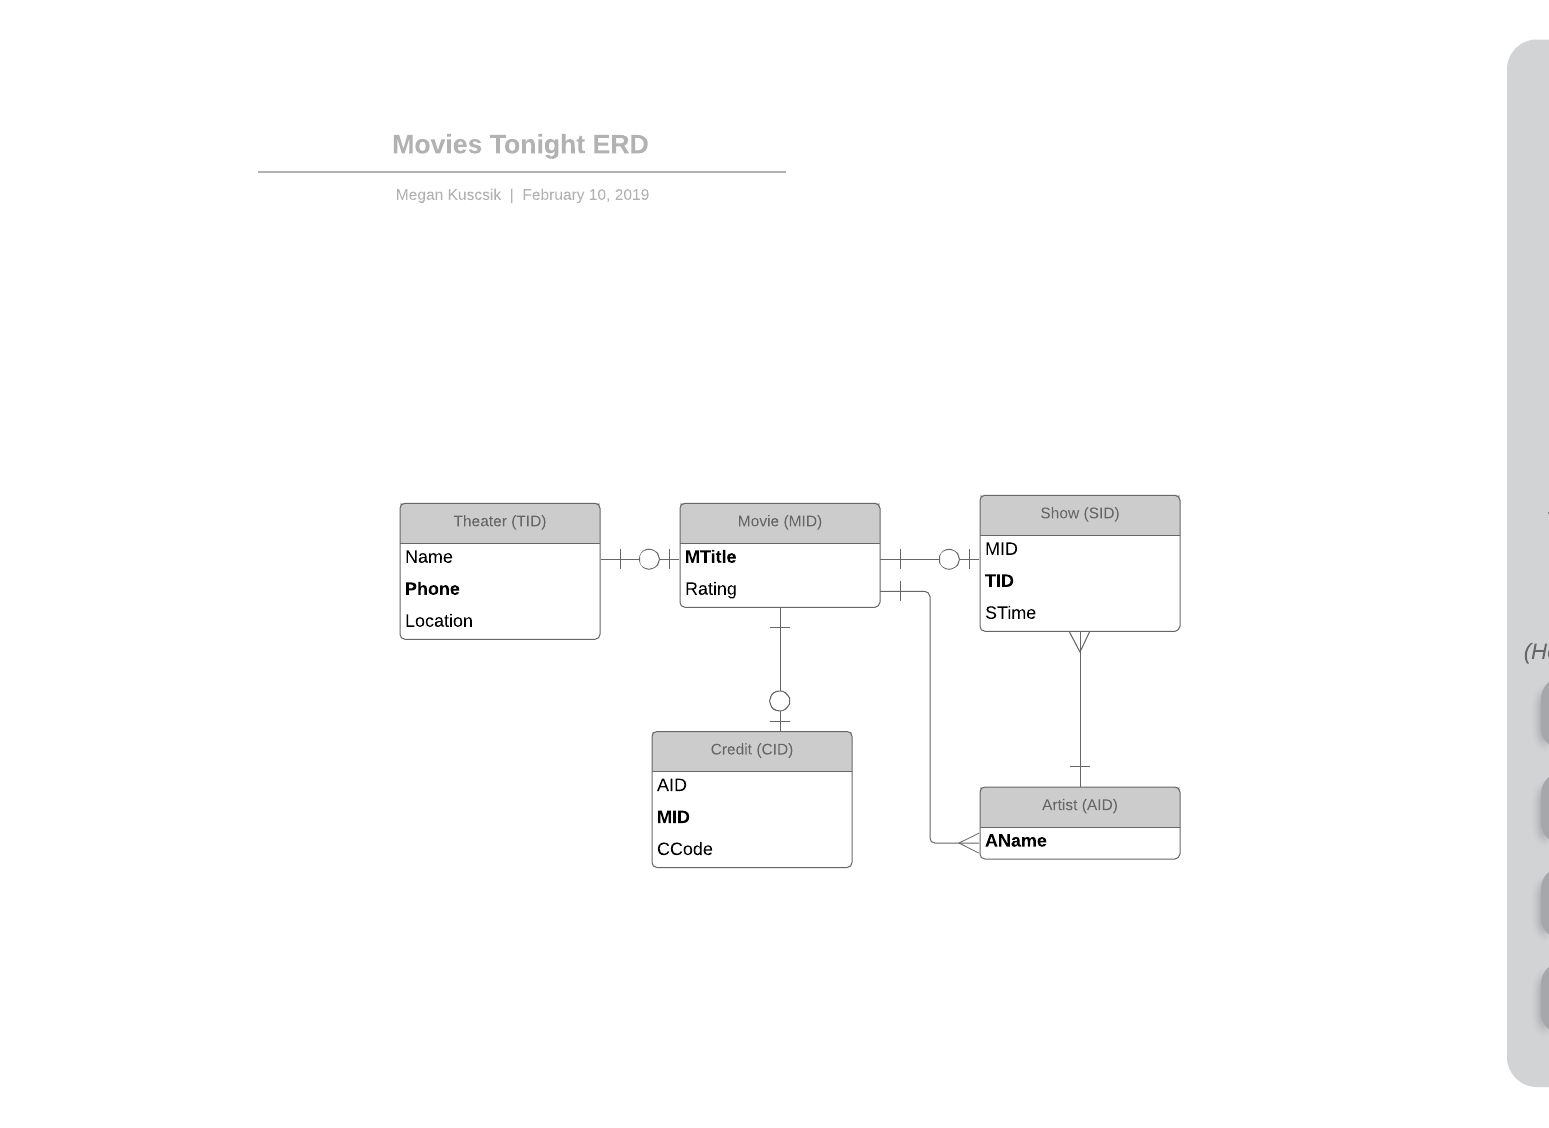 Movies Tonight ERD
Megan Kuscsik | February 10, 2019
Theater (TID)
Name
Phone
Location
Movie (MID)
MTitle
Rating
Show (SID)
MID
TID
STime
Credit (CID)
AID
MID
CCode
Artist (AID)
AName